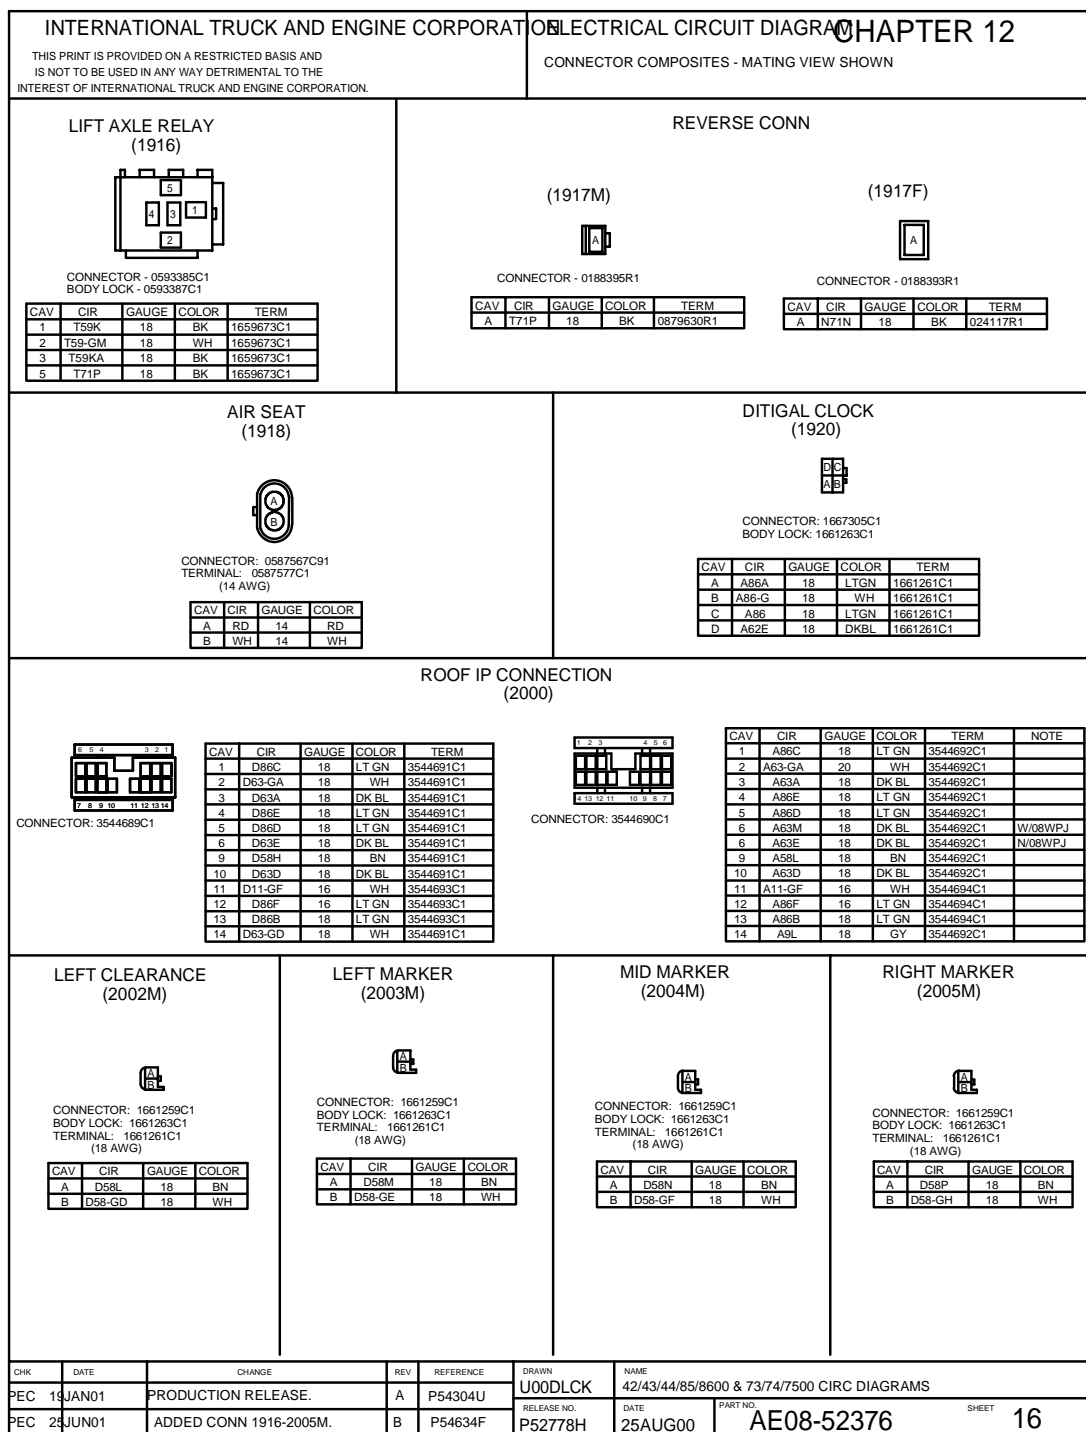 INTERNATIONAL TRUCK AND ENGINE CORPORATION
THIS PRINT IS PROVIDED ON A RESTRICTED BASIS AND
IS NOT TO BE USED IN ANY WAY DETRIMENTAL TO THE
INTEREST OF INTERNATIONAL TRUCK AND ENGINE CORPORATION.
ELECTRICAL CIRCUIT DIAGRAM
CHAPTER 12
CONNECTOR COMPOSITES - MATING VIEW SHOWN
LIFT AXLE RELAY
(1916)
5
4 3 1
2
CONNECTOR - 0593385C1
BODY LOCK - 0593387C1
CAV CIR GAUGE COLOR TERM
1 T59K 18 BK 1659673C1
2 T59-GM 18 WH 1659673C1
3 T59KA 18 BK 1659673C1
5 T71P 18 BK 1659673C1
REVERSE CONN
(1917M)
A
CONNECTOR - 0188395R1
CAV CIR GAUGE COLOR TERM
A T71P 18 BK 0879630R1
(1917F)
A
CONNECTOR - 0188393R1
CAV CIR GAUGE COLOR TERM
A N71N 18 BK 024117R1
AIR SEAT
(1918)
A
B
CONNECTOR: 0587567C91
TERMINAL: 0587577C1
(14 AWG)
CAV CIR GAUGE COLOR
A RD 14 RD
B WH 14 WH
DITIGAL CLOCK
(1920)
D C
A B
CONNECTOR: 1667305C1
BODY LOCK: 1661263C1
CAV CIR GAUGE COLOR TERM
A A86A 18 LTGN 1661261C1
B A86-G 18 WH 1661261C1
C A86 18 LTGN 1661261C1
D A62E 18 DKBL 1661261C1
ROOF IP CONNECTION
(2000)
6 5 4 3 2 1
7 8 9 10 11 12 13 14
CONNECTOR: 3544689C1
CAV CIR GAUGE COLOR TERM
1 D86C 18 LT GN 3544691C1
2 D63-GA 18 WH 3544691C1
3 D63A 18 DK BL 3544691C1
4 D86E 18 LT GN 3544691C1
5 D86D 18 LT GN 3544691C1
6 D63E 18 DK BL 3544691C1
9 D58H 18 BN 3544691C1
10 D63D 18 DK BL 3544691C1
11 D11-GF 16 WH 3544693C1
12 D86F 16 LT GN 3544693C1
13 D86B 18 LT GN 3544693C1
14 D63-GD 18 WH 3544691C1
1 2 3 4 5 6
4 13 12 11 10 9 8 7
CONNECTOR: 3544690C1
CAV CIR GAUGE COLOR TERM NOTE
1 A86C 18 LT GN 3544692C1
2 A63-GA 20 WH 3544692C1
3 A63A 18 DK BL 3544692C1
4 A86E 18 LT GN 3544692C1
5 A86D 18 LT GN 3544692C1
6 A63M 18 DK BL 3544692C1 W/08WPJ
6 A63E 18 DK BL 3544692C1 N/08WPJ
9 A58L 18 BN 3544692C1
10 A63D 18 DK BL 3544692C1
11 A11-GF 16 WH 3544694C1
12 A86F 16 LT GN 3544694C1
13 A86B 18 LT GN 3544694C1
14 A9L 18 GY 3544692C1
LEFT CLEARANCE
(2002M)
A
B
CONNECTOR: 1661259C1
BODY LOCK: 1661263C1
TERMINAL: 1661261C1
(18 AWG)
CAV CIR GAUGE COLOR
A D58L 18 BN
B D58-GD 18 WH
LEFT MARKER
(2003M)
A
B
CONNECTOR: 1661259C1
BODY LOCK: 1661263C1
TERMINAL: 1661261C1
(18 AWG)
CAV CIR GAUGE COLOR
A D58M 18 BN
B D58-GE 18 WH
MID MARKER
(2004M)
A
B
CONNECTOR: 1661259C1
BODY LOCK: 1661263C1
TERMINAL: 1661261C1
(18 AWG)
CAV CIR GAUGE COLOR
A D58N 18 BN
B D58-GF 18 WH
RIGHT MARKER
(2005M)
A
B
CONNECTOR: 1661259C1
BODY LOCK: 1661263C1
TERMINAL: 1661261C1
(18 AWG)
CAV CIR GAUGE COLOR
A D58P 18 BN
B D58-GH 18 WH
CHK DATE CHANGE REV REFERENCE
PEC 19JAN01 PRODUCTION RELEASE. A P54304U
PEC 25JUN01 ADDED CONN 1916-2005M. B P54634F
DRAWN
U00DLCK
NAME
42/43/44/85/8600 & 73/74/7500 CIRC DIAGRAMS
RELEASE NO.
P52778H
DATE
25AUG00
PART NO.
AE08-52376
SHEET
16